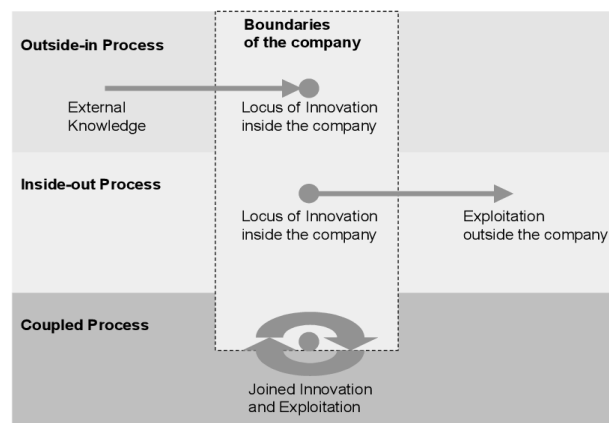 Boundaries
of the company
Outside-in Process
External
Knowledge
Locus of Innovation
inside the company
Inside-out Process
Locus of Innovation
inside the company
Exploitation
outside the company
Coupled Process
Joined Innovation
and Exploitation